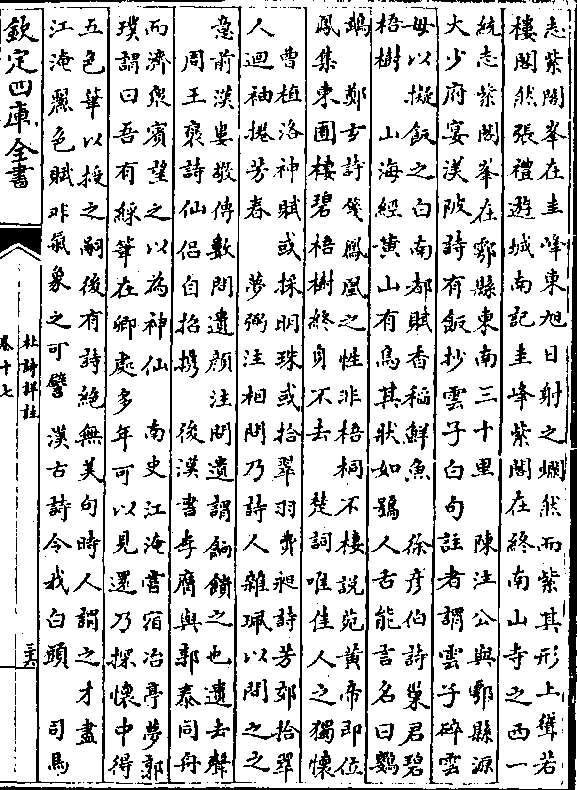 志紫閣峯在圭峰東旭日射之爛然而紫其形上聳若
樓閣然張禮遊城南記圭峰紫閣在終南山寺之西一
統志紫閣峯在鄠縣東南三十里 陳注公與鄠縣源
大少府宴渼陂詩有飯抄雲子白句註者謂雲子碎雲
母以擬飯之白南都賦香稻鮮魚 徐彦伯詩巢君碧
梧樹 山海經黄山有鳥其狀如鴞人舌能言名曰鸚
䳇 鄭玄詩箋鳳凰之性非梧桐不棲說苑黄帝即位
鳳集東囿棲碧梧樹終身不去 楚詞唯佳人之獨懷
曹植洛神賦或採明珠或拾翠羽費昶詩芳郊拾翠
人迴袖捲芳春 夢弼注相問乃詩人雜珮以問之之
意前漢婁敬傳數問遺顔注問遺謂餉饋之也遺去聲
周王褒詩仙侣自招攜 後漢書李膺與郭泰同舟
而濟衆賓望之以為神仙 南史江淹嘗宿冶亭夢郭
璞謂曰吾有綵筆在卿處多年可以見還乃探懷中得
五色筆以授之嗣後有詩絶無美句時人謂之才盡
江淹麗色賦非氣象之可譬 漢古詩令我白頭 司馬
欽定四庫全書
杜詩詳註
卷十七
三六